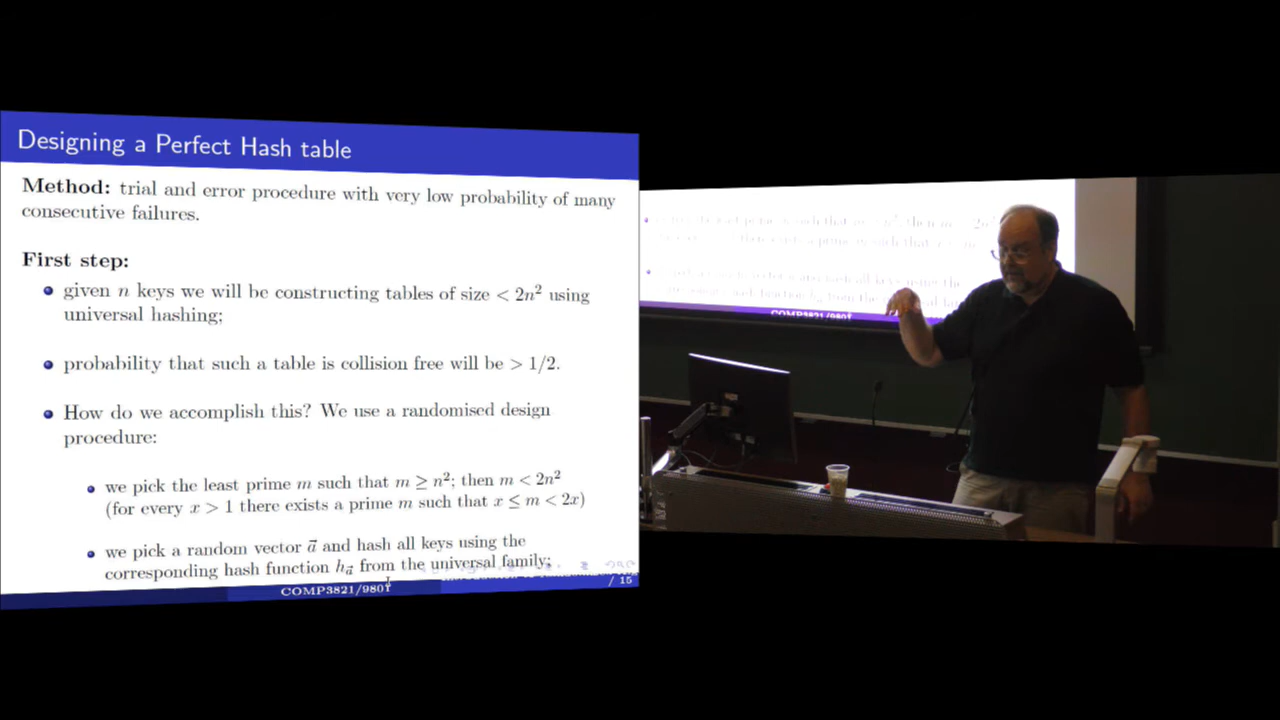 Designing a Perfect Hash table
Method: trial and error procedure with very low probability of many
consecutive failures.
First step:
given n keys we will be constructing tables of size < 2n² using
universal hashing;
probability that such a table is collision free will be > 1/2.
How do we accomplish this? We use a randomised design
procedure:
we pick the least prime m such that m ≥ n²; then m < 2n²
(for every x > 1 there exists a prime m such that x ≤ m < 2x)
we pick a random vector a⃗ and hash all keys using the
corresponding hash function h_a⃗ from the universal family;
COMP3821/9801
/ 15
COMP3821/9801